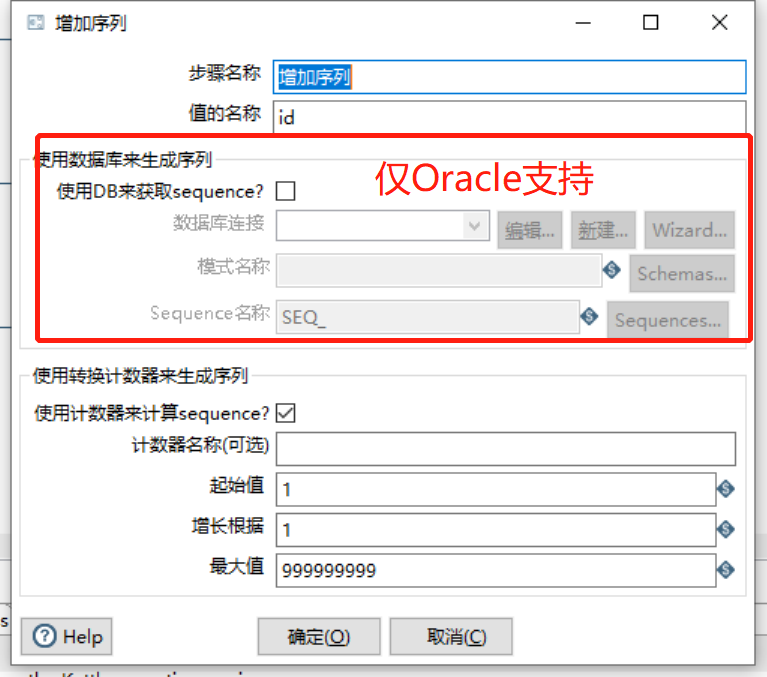 增加序列
步骤名称 增加序列
值的名称 id
使用数据库来生成序列
仅Oracle支持
使用DB来获取sequence?
数据库连接 编辑... 新建... Wizard...
模式名称 Schemas...
Sequence名称 SEQ_ Sequences...
使用转换计数器来生成序列
使用计数器来计算sequence?
计数器名称(可选)
起始值 1
增长根据 1
最大值 999999999
Help 确定(O) 取消(C)